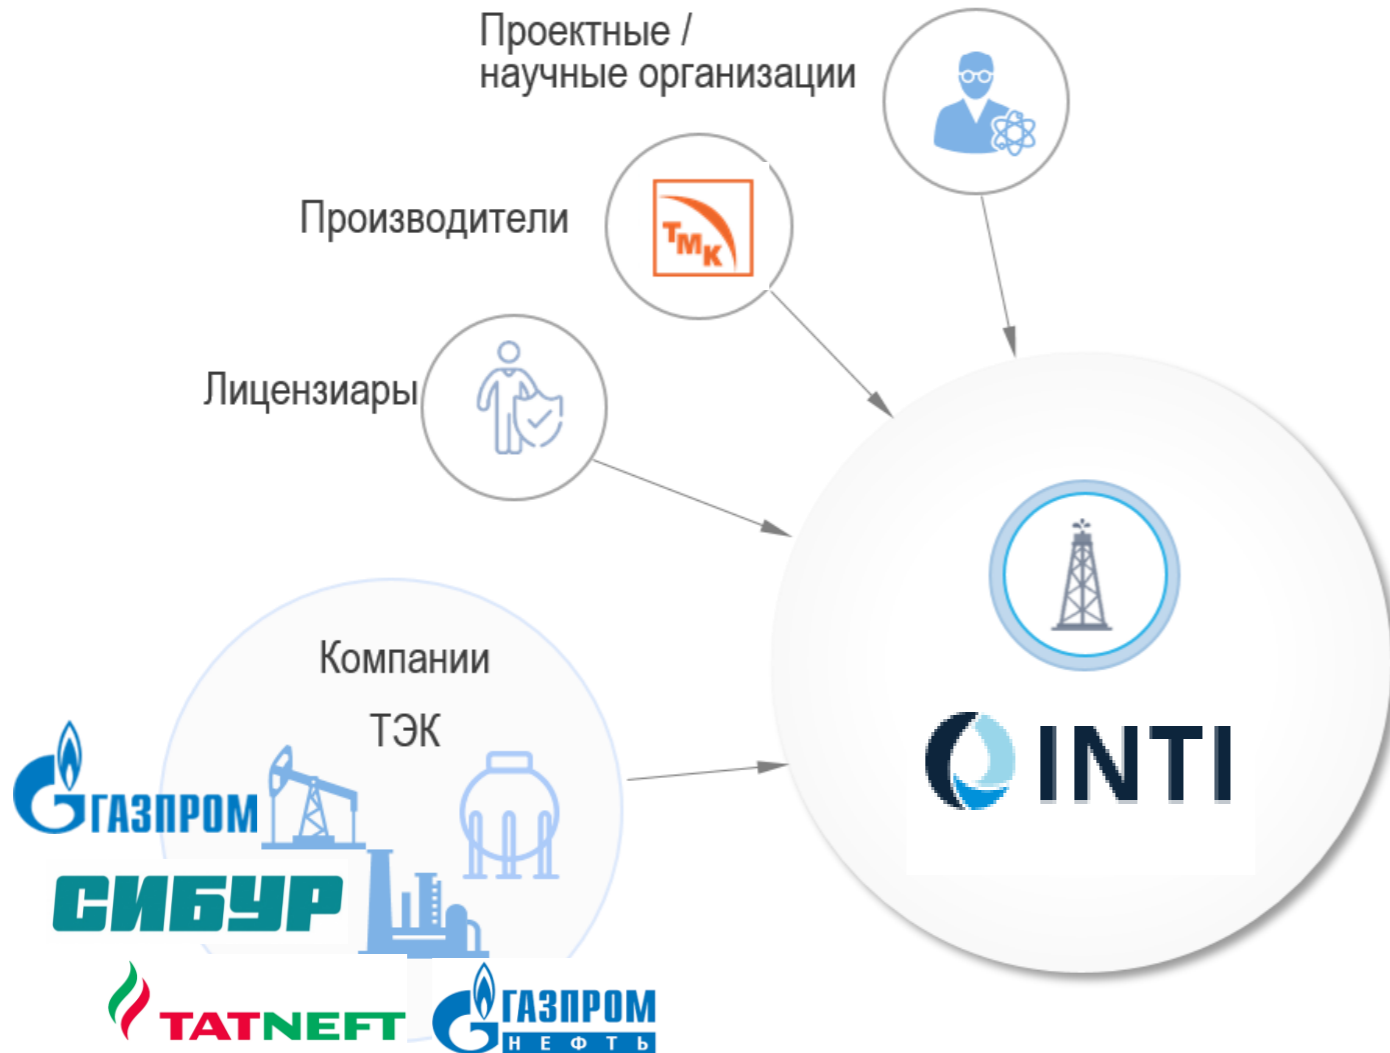 Проектные /
научные организации
Производители
ТМК
Лицензиары
Компании
ТЭК
ГАЗПРОМ
СИБУР
TATNEFT
ГАЗПРОМ
НЕФТЬ
INTI